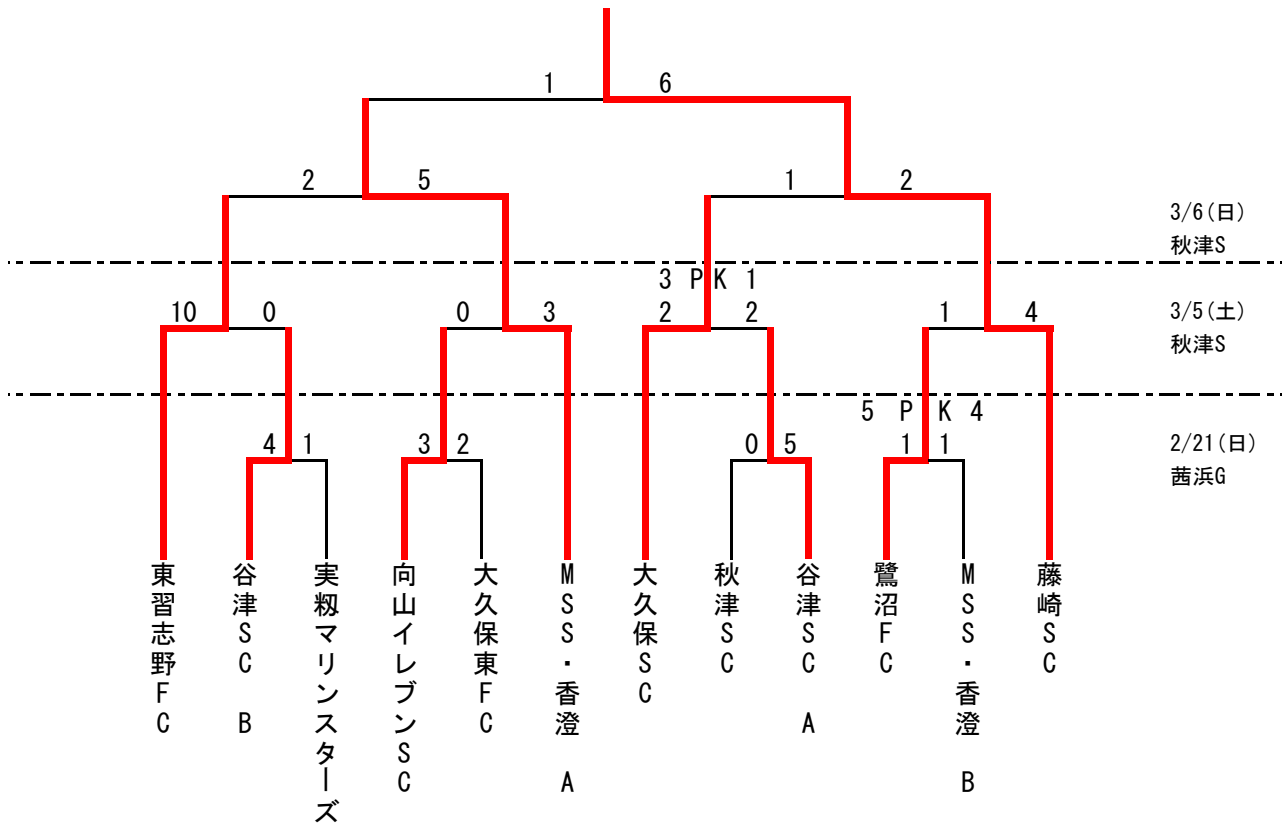 1 6
2 5 1 2
3/6(日)
秋津S
3 PK 1
10 0 0 3 2 2 1 4
3/5(土)
秋津S
5 PK 4
4 1 3 2 0 5 1 1
2/21(日)
茜浜G
東習志野FC
谷津SC B
実籾マリンスターズ
向山イレブンSC
大久保東FC
MSS・香澄 A
大久保SC
秋津SC
谷津SC A
鷺沼FC
MSS・香澄 B
藤崎SC